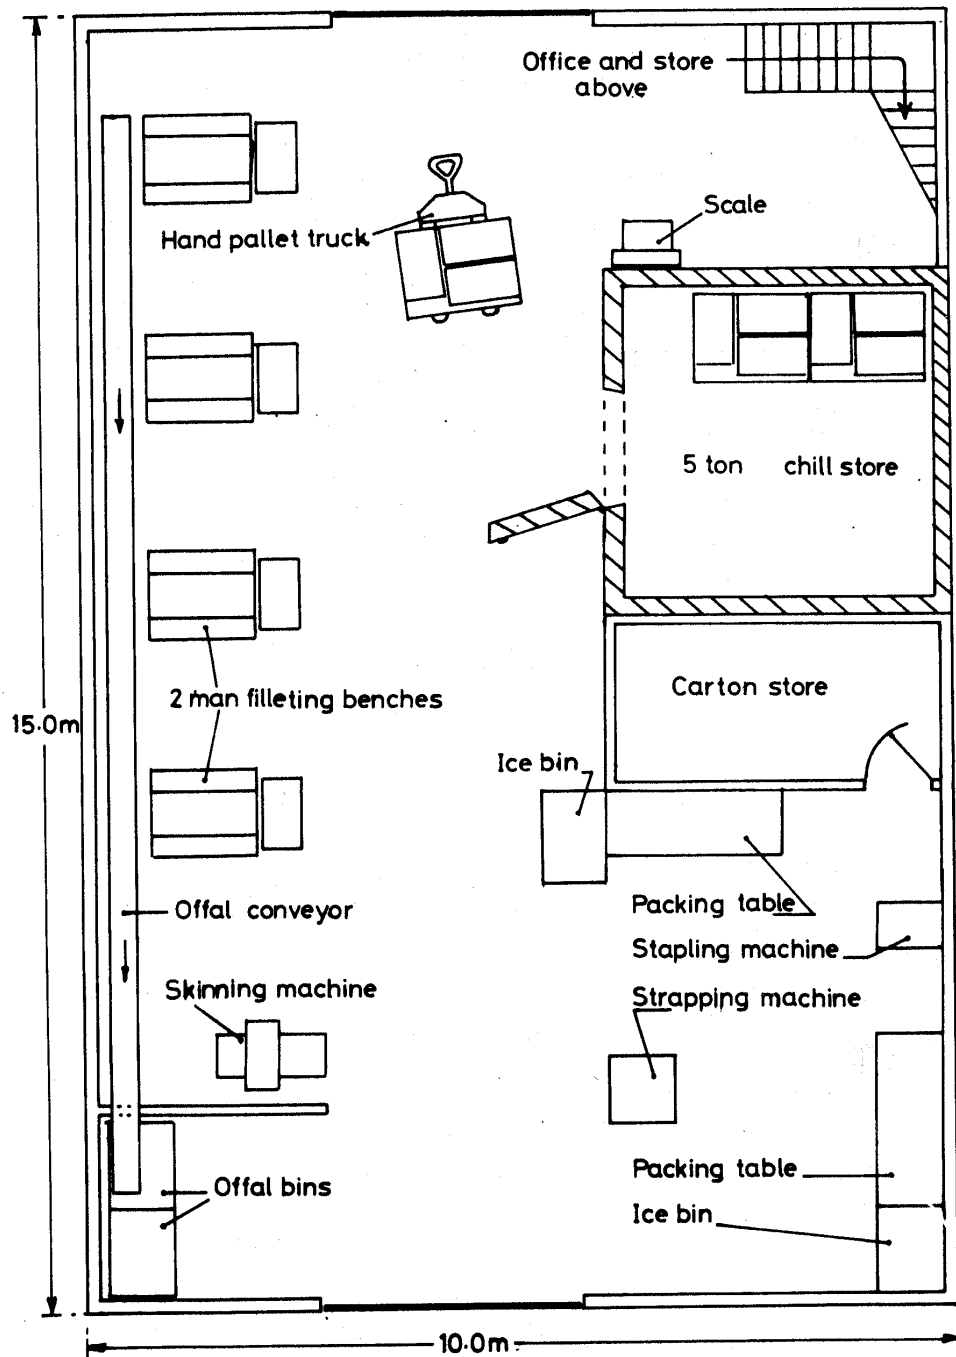 Office and store
above
Scale
Hand pallet truck
5 ton chill store
2 man filleting benches
Carton store
15.0m
Ice bin
Packing table
Offal conveyor
Stapling machine
Skinning machine
Strapping machine
Packing table
Offal bins
Ice bin
10.0m